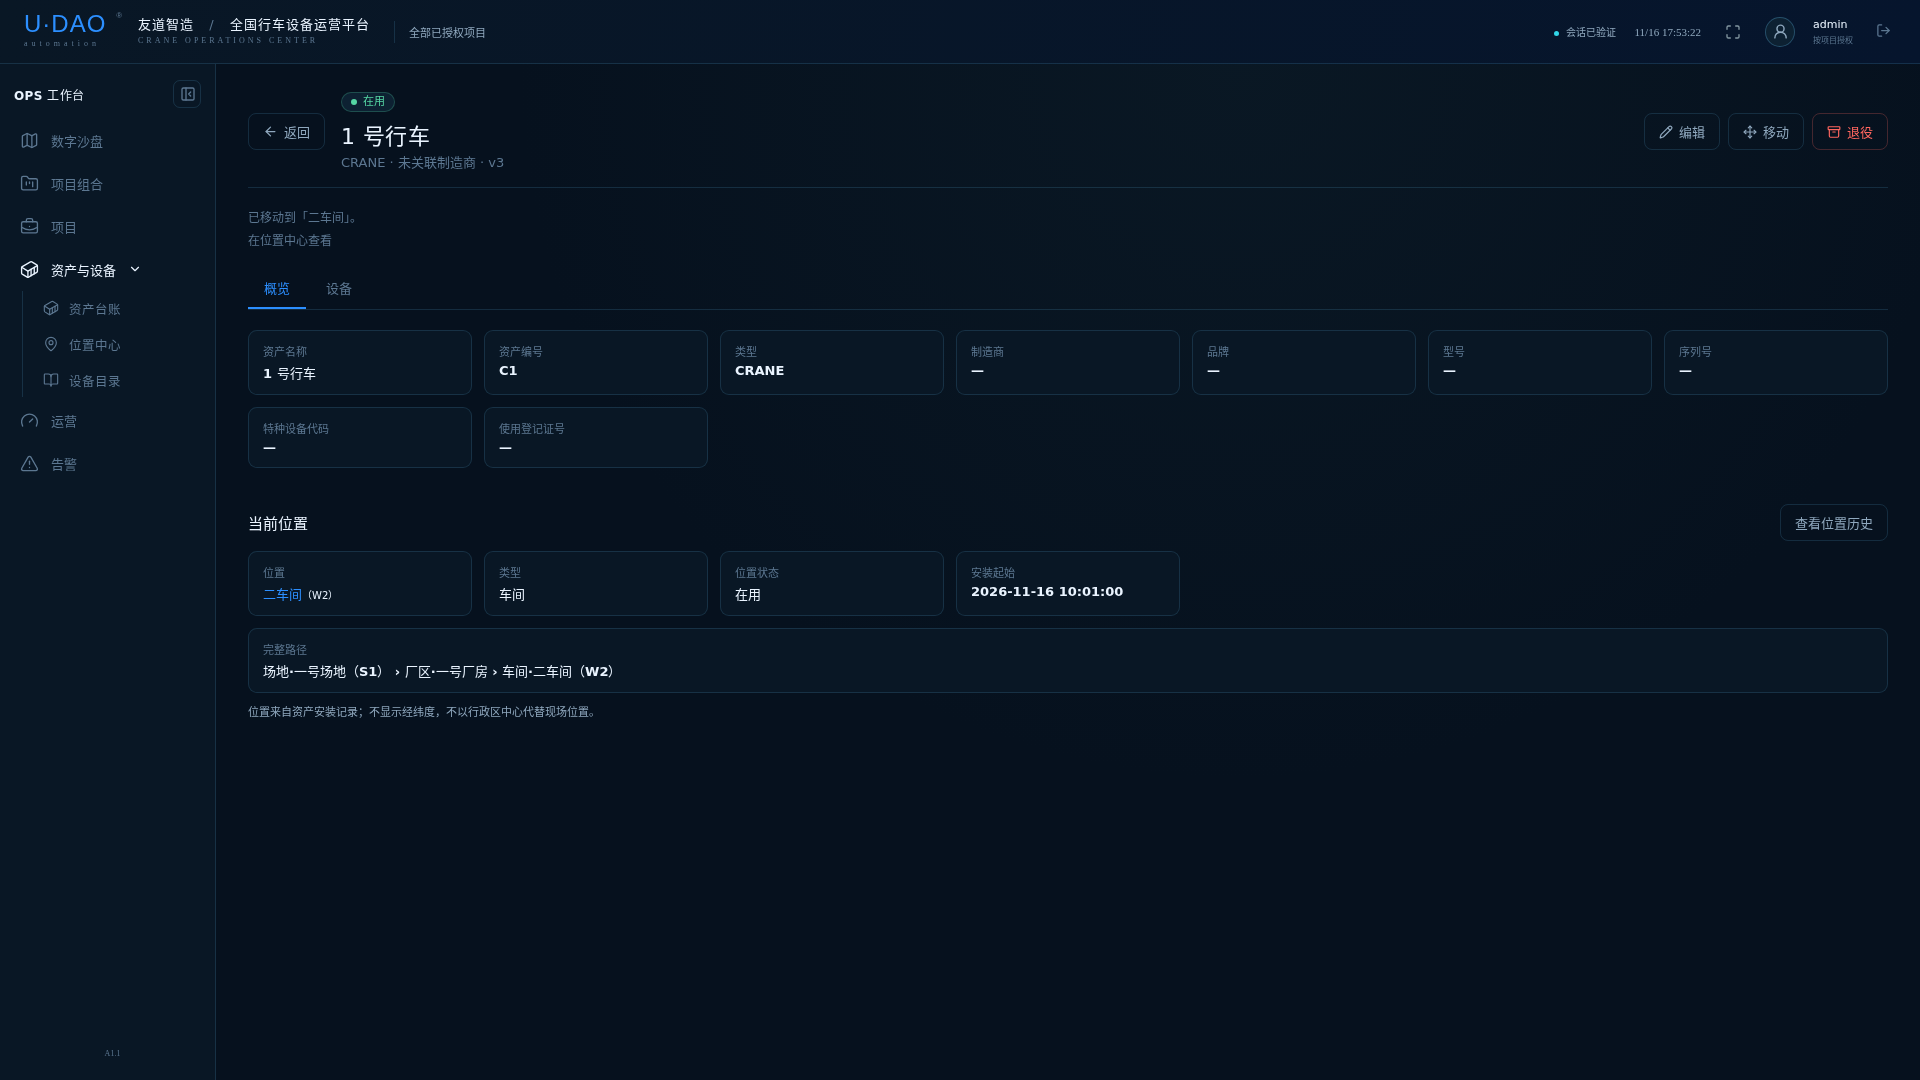 U·DAO ®
automation
友道智造 / 全国行车设备运营平台
CRANE OPERATIONS CENTER
全部已授权项目
会话已验证
11/16 17:53:22
admin
按项目授权
OPS 工作台
数字沙盘
项目组合
项目
资产与设备
资产台账
位置中心
设备目录
运营
告警
A1.1
返回
在用
1 号行车
CRANE · 未关联制造商 · v3
编辑
移动
退役
已移动到「二车间」。
在位置中心查看
概览
设备
资产名称
1 号行车
资产编号
C1
类型
CRANE
制造商
—
品牌
—
型号
—
序列号
—
特种设备代码
—
使用登记证号
—
当前位置
查看位置历史
位置
二车间（W2）
类型
车间
位置状态
在用
安装起始
2026-11-16 10:01:00
完整路径
场地·一号场地（S1） › 厂区·一号厂房 › 车间·二车间（W2）
位置来自资产安装记录；不显示经纬度，不以行政区中心代替现场位置。